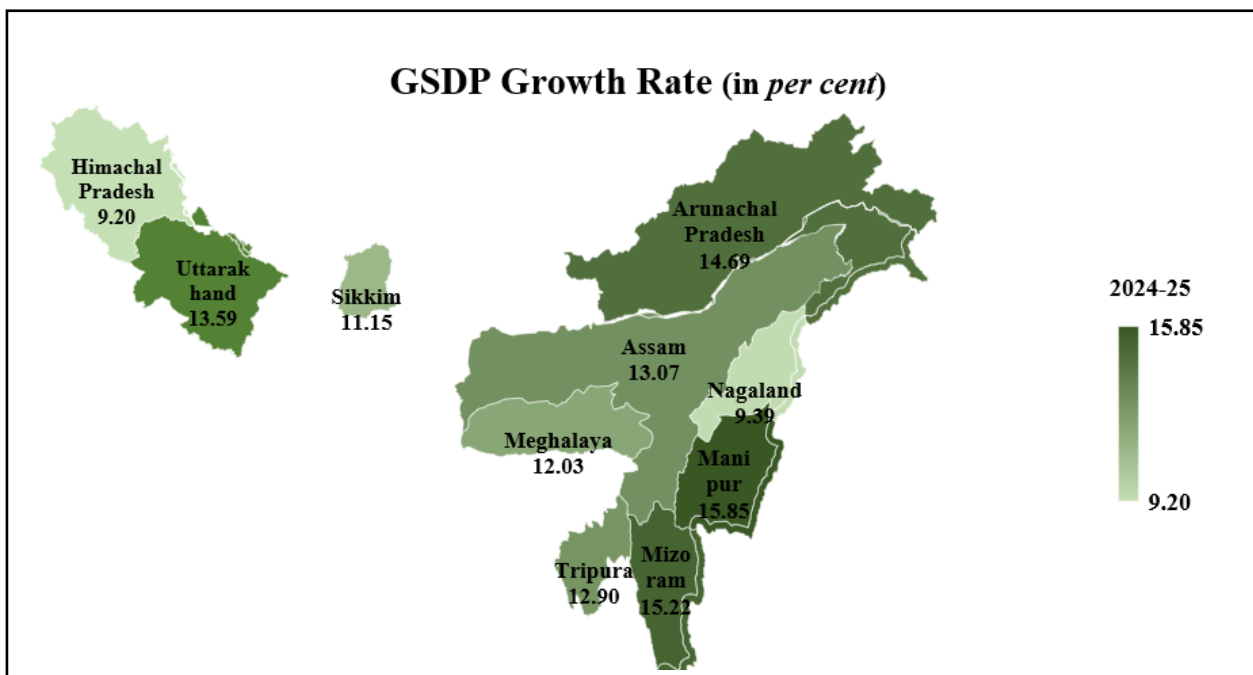 GSDP Growth Rate (in per cent)
Himachal
Pradesh
9.20
Uttarak
hand
13.59
Sikkim
11.15
Arunachal
Pradesh
14.69
Assam
13.07
Nagaland
9.39
Meghalaya
12.03
Mani
pur
15.85
Tripura
12.90
Mizo
ram
15.22
2024-25
15.85
9.20